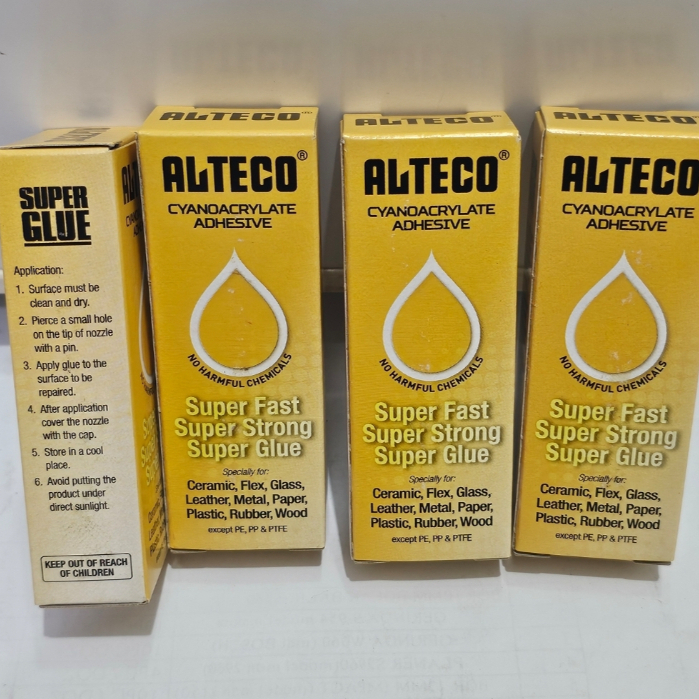 SUPER
GLUE
Application:
1. Surface must be
clean and dry.
2. Pierce a small hole
on the tip of nozzle
with a pin.
3. Apply glue to the
surface to be
repaired.
4. After application
cover the nozzle
with the cap.
5. Store in a cool
place.
6. Avoid putting the
product under
direct sunlight.
KEEP OUT OF REACH
OF CHILDREN
ALTECO
ALTECO®
CYANOACRYLATE
ADHESIVE
NO HARMFUL CHEMICALS
Super Fast
Super Strong
Super Glue
Specially for:
Ceramic, Flex, Glass,
Leather, Metal, Paper,
Plastic, Rubber, Wood
except PE, PP & PTFE
ALTECO
ALTECO®
CYANOACRYLATE
ADHESIVE
NO HARMFUL CHEMICALS
Super Fast
Super Strong
Super Glue
Specially for:
Ceramic, Flex, Glass,
Leather, Metal, Paper,
Plastic, Rubber, Wood
except PE, PP & PTFE
ALTECO
ALTECO
CYANOACRYLATE
ADHESIVE
NO HARMFUL CHEMICALS
Super Fast
Super Strong
Super Glue
Specially for:
Ceramic, Flex, Glass,
Leather, Metal, Paper,
Plastic, Rubber, Wood
except PE, PP & PTFE